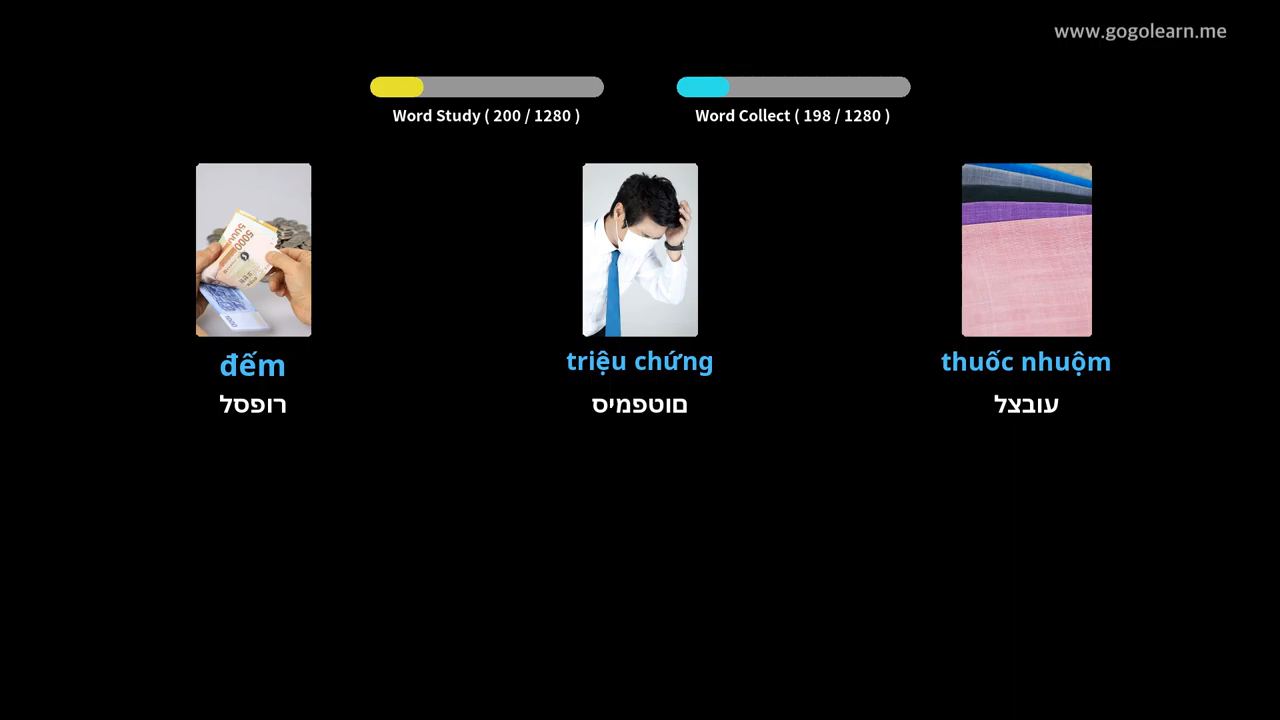 www.gogolearn.me
Word Study ( 200 / 1280 )
Word Collect ( 198 / 1280 )
đếm
רופסל
triệu chứng
םוטפמיס
thuốc nhuộm
עובצל